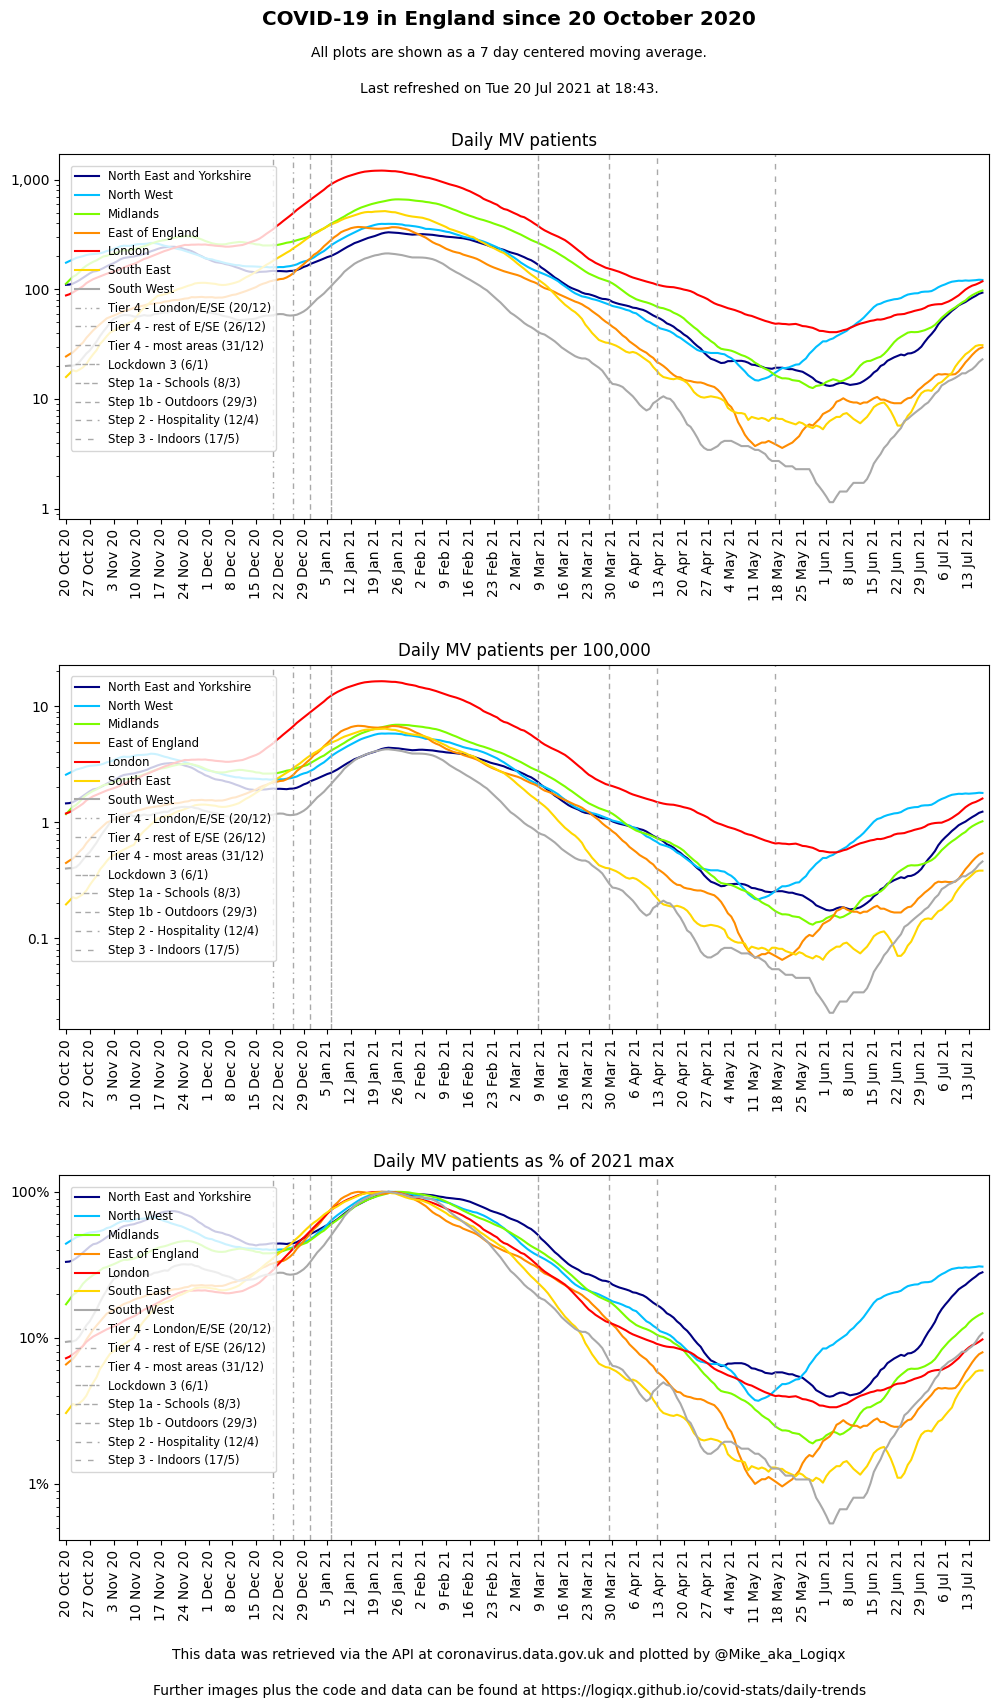 COVID-19 in England since 20 October 2020
All plots are shown as a 7 day centered moving average.
Last refreshed on Tue 20 Jul 2021 at 18:43.
Daily MV patients
1,000
100
10
1
North East and Yorkshire
North West
Midlands
East of England
London
South East
South West
Tier 4 - London/E/SE (20/12)
Tier 4 - rest of E/SE (26/12)
Tier 4 - most areas (31/12)
Lockdown 3 (6/1)
Step 1a - Schools (8/3)
Step 1b - Outdoors (29/3)
Step 2 - Hospitality (12/4)
Step 3 - Indoors (17/5)
20 Oct 20
27 Oct 20
3 Nov 20
10 Nov 20
17 Nov 20
24 Nov 20
1 Dec 20
8 Dec 20
15 Dec 20
22 Dec 20
29 Dec 20
5 Jan 21
12 Jan 21
19 Jan 21
26 Jan 21
2 Feb 21
9 Feb 21
16 Feb 21
23 Feb 21
2 Mar 21
9 Mar 21
16 Mar 21
23 Mar 21
30 Mar 21
6 Apr 21
13 Apr 21
20 Apr 21
27 Apr 21
4 May 21
11 May 21
18 May 21
25 May 21
1 Jun 21
8 Jun 21
15 Jun 21
22 Jun 21
29 Jun 21
6 Jul 21
13 Jul 21
Daily MV patients per 100,000
10
1
0.1
North East and Yorkshire
North West
Midlands
East of England
London
South East
South West
Tier 4 - London/E/SE (20/12)
Tier 4 - rest of E/SE (26/12)
Tier 4 - most areas (31/12)
Lockdown 3 (6/1)
Step 1a - Schools (8/3)
Step 1b - Outdoors (29/3)
Step 2 - Hospitality (12/4)
Step 3 - Indoors (17/5)
20 Oct 20
27 Oct 20
3 Nov 20
10 Nov 20
17 Nov 20
24 Nov 20
1 Dec 20
8 Dec 20
15 Dec 20
22 Dec 20
29 Dec 20
5 Jan 21
12 Jan 21
19 Jan 21
26 Jan 21
2 Feb 21
9 Feb 21
16 Feb 21
23 Feb 21
2 Mar 21
9 Mar 21
16 Mar 21
23 Mar 21
30 Mar 21
6 Apr 21
13 Apr 21
20 Apr 21
27 Apr 21
4 May 21
11 May 21
18 May 21
25 May 21
1 Jun 21
8 Jun 21
15 Jun 21
22 Jun 21
29 Jun 21
6 Jul 21
13 Jul 21
Daily MV patients as % of 2021 max
100%
10%
1%
North East and Yorkshire
North West
Midlands
East of England
London
South East
South West
Tier 4 - London/E/SE (20/12)
Tier 4 - rest of E/SE (26/12)
Tier 4 - most areas (31/12)
Lockdown 3 (6/1)
Step 1a - Schools (8/3)
Step 1b - Outdoors (29/3)
Step 2 - Hospitality (12/4)
Step 3 - Indoors (17/5)
20 Oct 20
27 Oct 20
3 Nov 20
10 Nov 20
17 Nov 20
24 Nov 20
1 Dec 20
8 Dec 20
15 Dec 20
22 Dec 20
29 Dec 20
5 Jan 21
12 Jan 21
19 Jan 21
26 Jan 21
2 Feb 21
9 Feb 21
16 Feb 21
23 Feb 21
2 Mar 21
9 Mar 21
16 Mar 21
23 Mar 21
30 Mar 21
6 Apr 21
13 Apr 21
20 Apr 21
27 Apr 21
4 May 21
11 May 21
18 May 21
25 May 21
1 Jun 21
8 Jun 21
15 Jun 21
22 Jun 21
29 Jun 21
6 Jul 21
13 Jul 21
This data was retrieved via the API at coronavirus.data.gov.uk and plotted by @Mike_aka_Logiqx
Further images plus the code and data can be found at https://logiqx.github.io/covid-stats/daily-trends